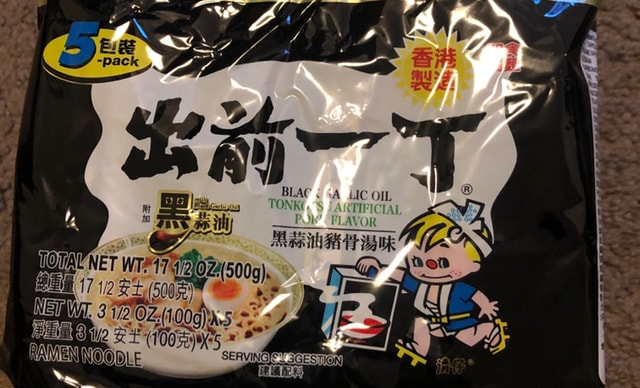 5包裝
-pack
香港
製造
出前一丁
®
BLACK GARLIC OIL
TONKOTSU ARTIFICIAL
PORK FLAVOR
黑蒜油豬骨湯味
附加
黑蒜油
TOTAL NET WT. 17 1/2 OZ.(500g)
總重量 17 1/2 安士 (500克)
NET WT. 3 1/2 OZ.(100g) X 5
淨重量 3 1/2 安士 (100克) X 5
RAMEN NOODLE
SERVING SUGGESTION
建議配料
清仔®